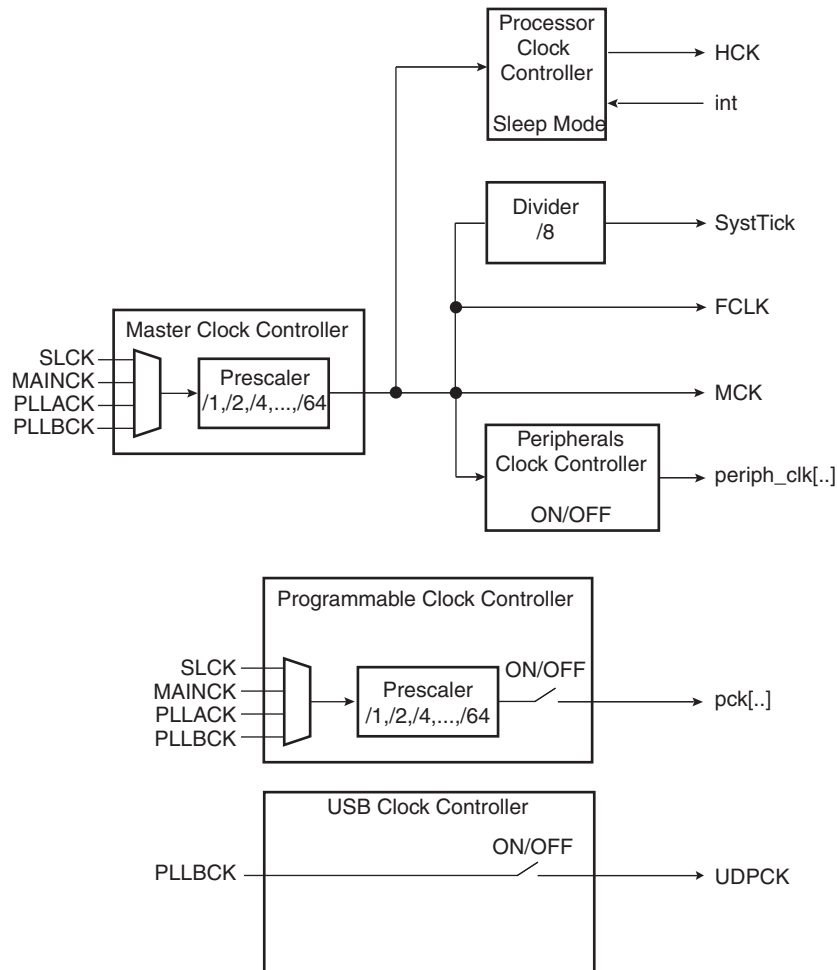 Processor
Clock
Controller
Sleep Mode
HCK
int
Divider
/8
SystTick
FCLK
Master Clock Controller
SLCK
MAINCK
PLLACK
PLLBCK
Prescaler
/1,/2,/4,...,/64
MCK
Peripherals
Clock Controller
ON/OFF
periph_clk[..]
Programmable Clock Controller
SLCK
MAINCK
PLLACK
PLLBCK
Prescaler
/1,/2,/4,...,/64
ON/OFF
pck[..]
USB Clock Controller
ON/OFF
PLLBCK
UDPCK